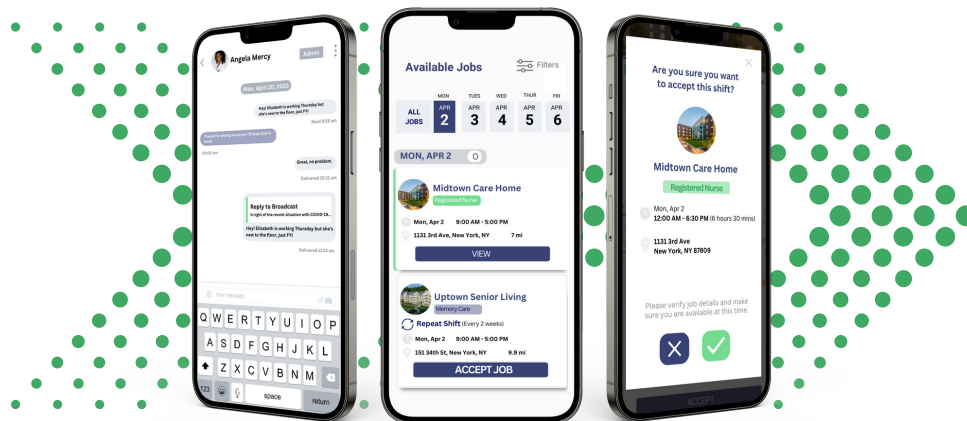 Angela Mercy
Admin
Mon, April 20, 2020
Hey! Elizabeth is working Thursday but
she's new to the floor, just FYI
Read 8:28 am
Thanks for letting me know! I'll keep that in
mind
10:00 am
Great, no problem.
Delivered 10:12 am
Reply to Broadcast
In light of the recent situation with COVID-19...
Hey! Elizabeth is working Thursday but she's
new to the floor, just FYI
Delivered 11:14 am
Your message...
Q W E R T Y U I O P
A S D F G H J K L
Z X C V B N M
123 space return
Available Jobs
Filters
MON TUES WED THUR FRI
ALL JOBS
APR 2
APR 3
APR 4
APR 5
APR 6
MON, APR 2 0
Midtown Care Home
Registered Nurse
Mon, Apr 2 9:00 AM - 5:00 PM
1131 3rd Ave, New York, NY 7 mi
VIEW
Uptown Senior Living
Memory Care
Repeat Shift (Every 2 weeks)
Mon, Apr 2 9:00 AM - 5:00 PM
151 34th St, New York, NY 9.9 mi
ACCEPT JOB
X
Are you sure you want
to accept this shift?
Midtown Care Home
Registered Nurse
Mon, Apr 2
12:00 AM - 6:30 PM (6 hours 30 mins)
1131 3rd Ave
New York, NY 87809
Please verify job details and make
sure you are available at this time.
ACCEPT